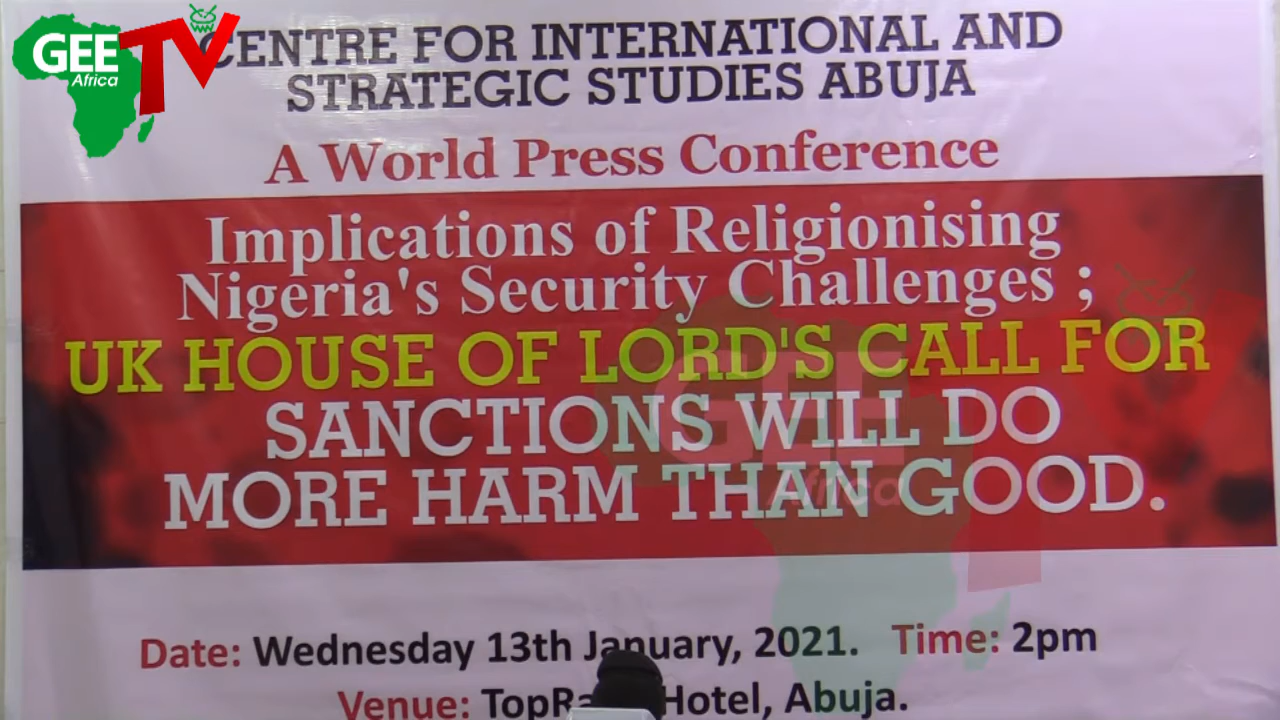 GEE
Africa
TV
CENTRE FOR INTERNATIONAL AND
STRATEGIC STUDIES ABUJA
A World Press Conference
Implications of Religionising
Nigeria's Security Challenges ;
UK HOUSE OF LORD'S CALL FOR
SANCTIONS WILL DO
MORE HARM THAN GOOD.
GEE
Africa
Date: Wednesday 13th January, 2021. Time: 2pm
Venue: Hotel, Abuja.